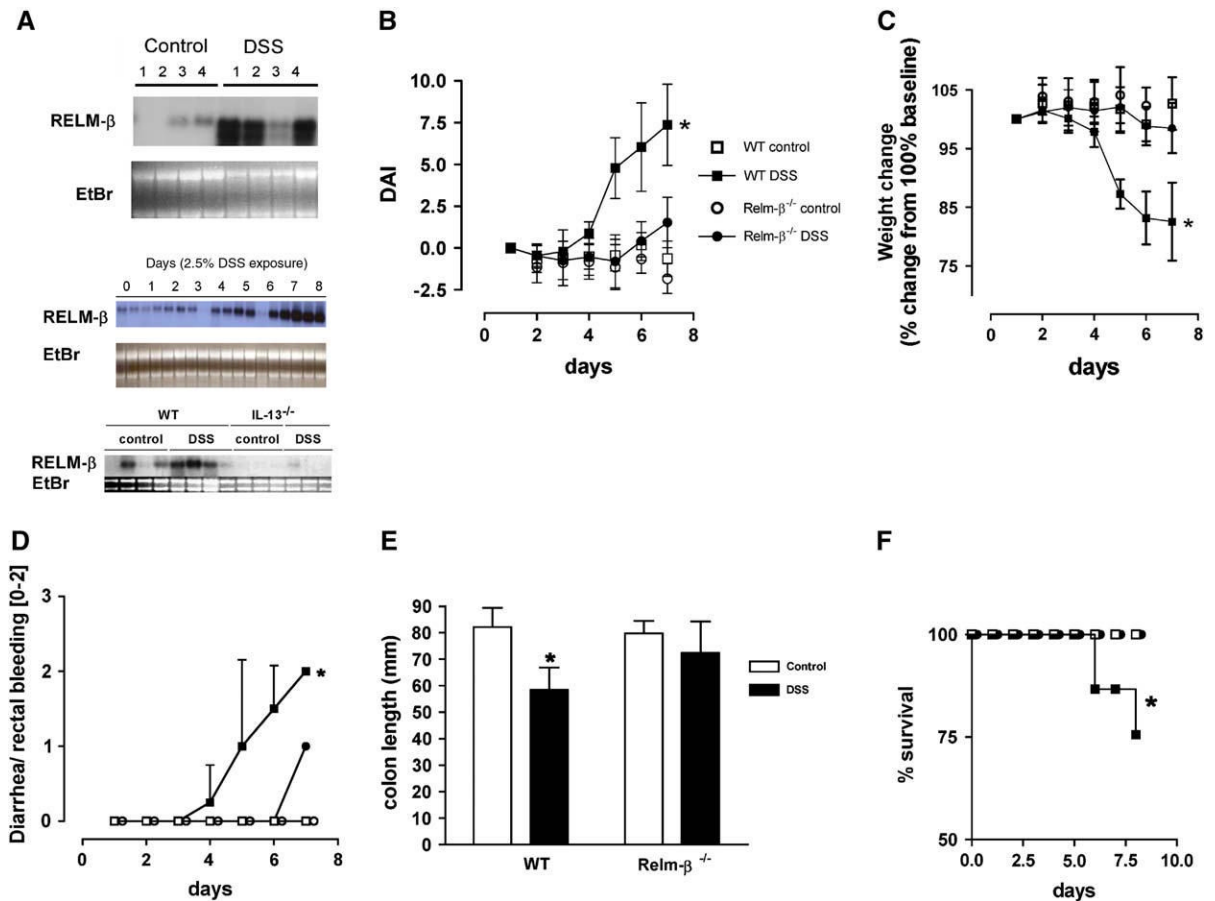 A
Control DSS
1 2 3 4 1 2 3 4
RELM-β
EtBr
Days (2.5% DSS exposure)
0 1 2 3 4 5 6 7 8
RELM-β
EtBr
WT IL-13-/-
control DSS control DSS
RELM-β
EtBr
B
DAI
10.0
7.5
5.0
2.5
0.0
-2.5
0 2 4 6 8
days
*
WT control
WT DSS
Relm-β-/- control
Relm-β-/- DSS
C
Weight change
(% change from 100% baseline)
105
95
85
75
0 2 4 6 8
days
*
D
Diarrhea/ rectal bleeding [0-2]
3
2
1
0
0 2 4 6 8
days
*
E
colon length (mm)
90
80
70
60
50
40
30
20
10
0
*
WT Relm-β -/-
Control
DSS
F
% survival
100
75
50
0.0 2.5 5.0 7.5 10.0
days
*